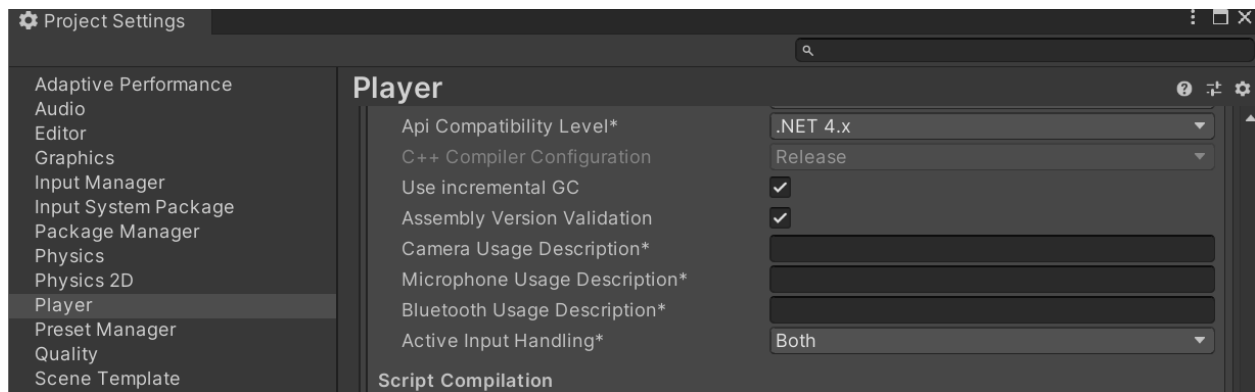 Project Settings
Adaptive Performance
Audio
Editor
Graphics
Input Manager
Input System Package
Package Manager
Physics
Physics 2D
Player
Preset Manager
Quality
Scene Template
Player
Api Compatibility Level* .NET 4.x
C++ Compiler Configuration Release
Use incremental GC
Assembly Version Validation
Camera Usage Description*
Microphone Usage Description*
Bluetooth Usage Description*
Active Input Handling* Both
Script Compilation